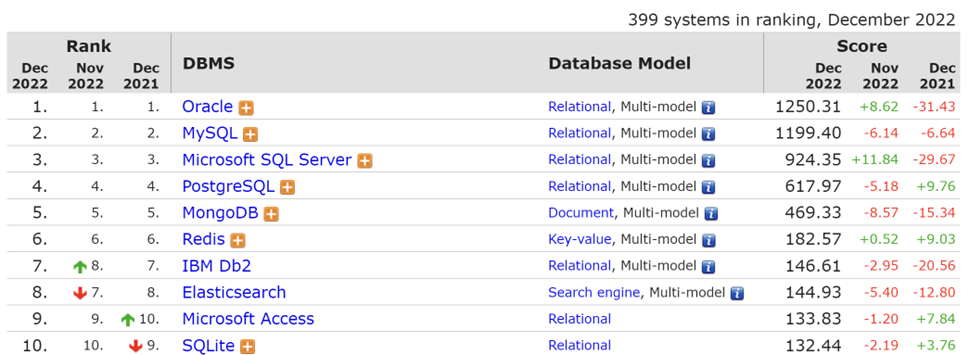 399 systems in ranking, December 2022
Rank DBMS Database Model Score
Dec 2022 Nov 2022 Dec 2021 Dec 2022 Nov 2022 Dec 2021
1. 1. 1. Oracle Relational, Multi-model 1250.31 +8.62 -31.43
2. 2. 2. MySQL Relational, Multi-model 1199.40 -6.14 -6.64
3. 3. 3. Microsoft SQL Server Relational, Multi-model 924.35 +11.84 -29.67
4. 4. 4. PostgreSQL Relational, Multi-model 617.97 -5.18 +9.76
5. 5. 5. MongoDB Document, Multi-model 469.33 -8.57 -15.34
6. 6. 6. Redis Key-value, Multi-model 182.57 +0.52 +9.03
7. 8. 7. IBM Db2 Relational, Multi-model 146.61 -2.95 -20.56
8. 7. 8. Elasticsearch Search engine, Multi-model 144.93 -5.40 -12.80
9. 9. 10. Microsoft Access Relational 133.83 -1.20 +7.84
10. 10. 9. SQLite Relational 132.44 -2.19 +3.76